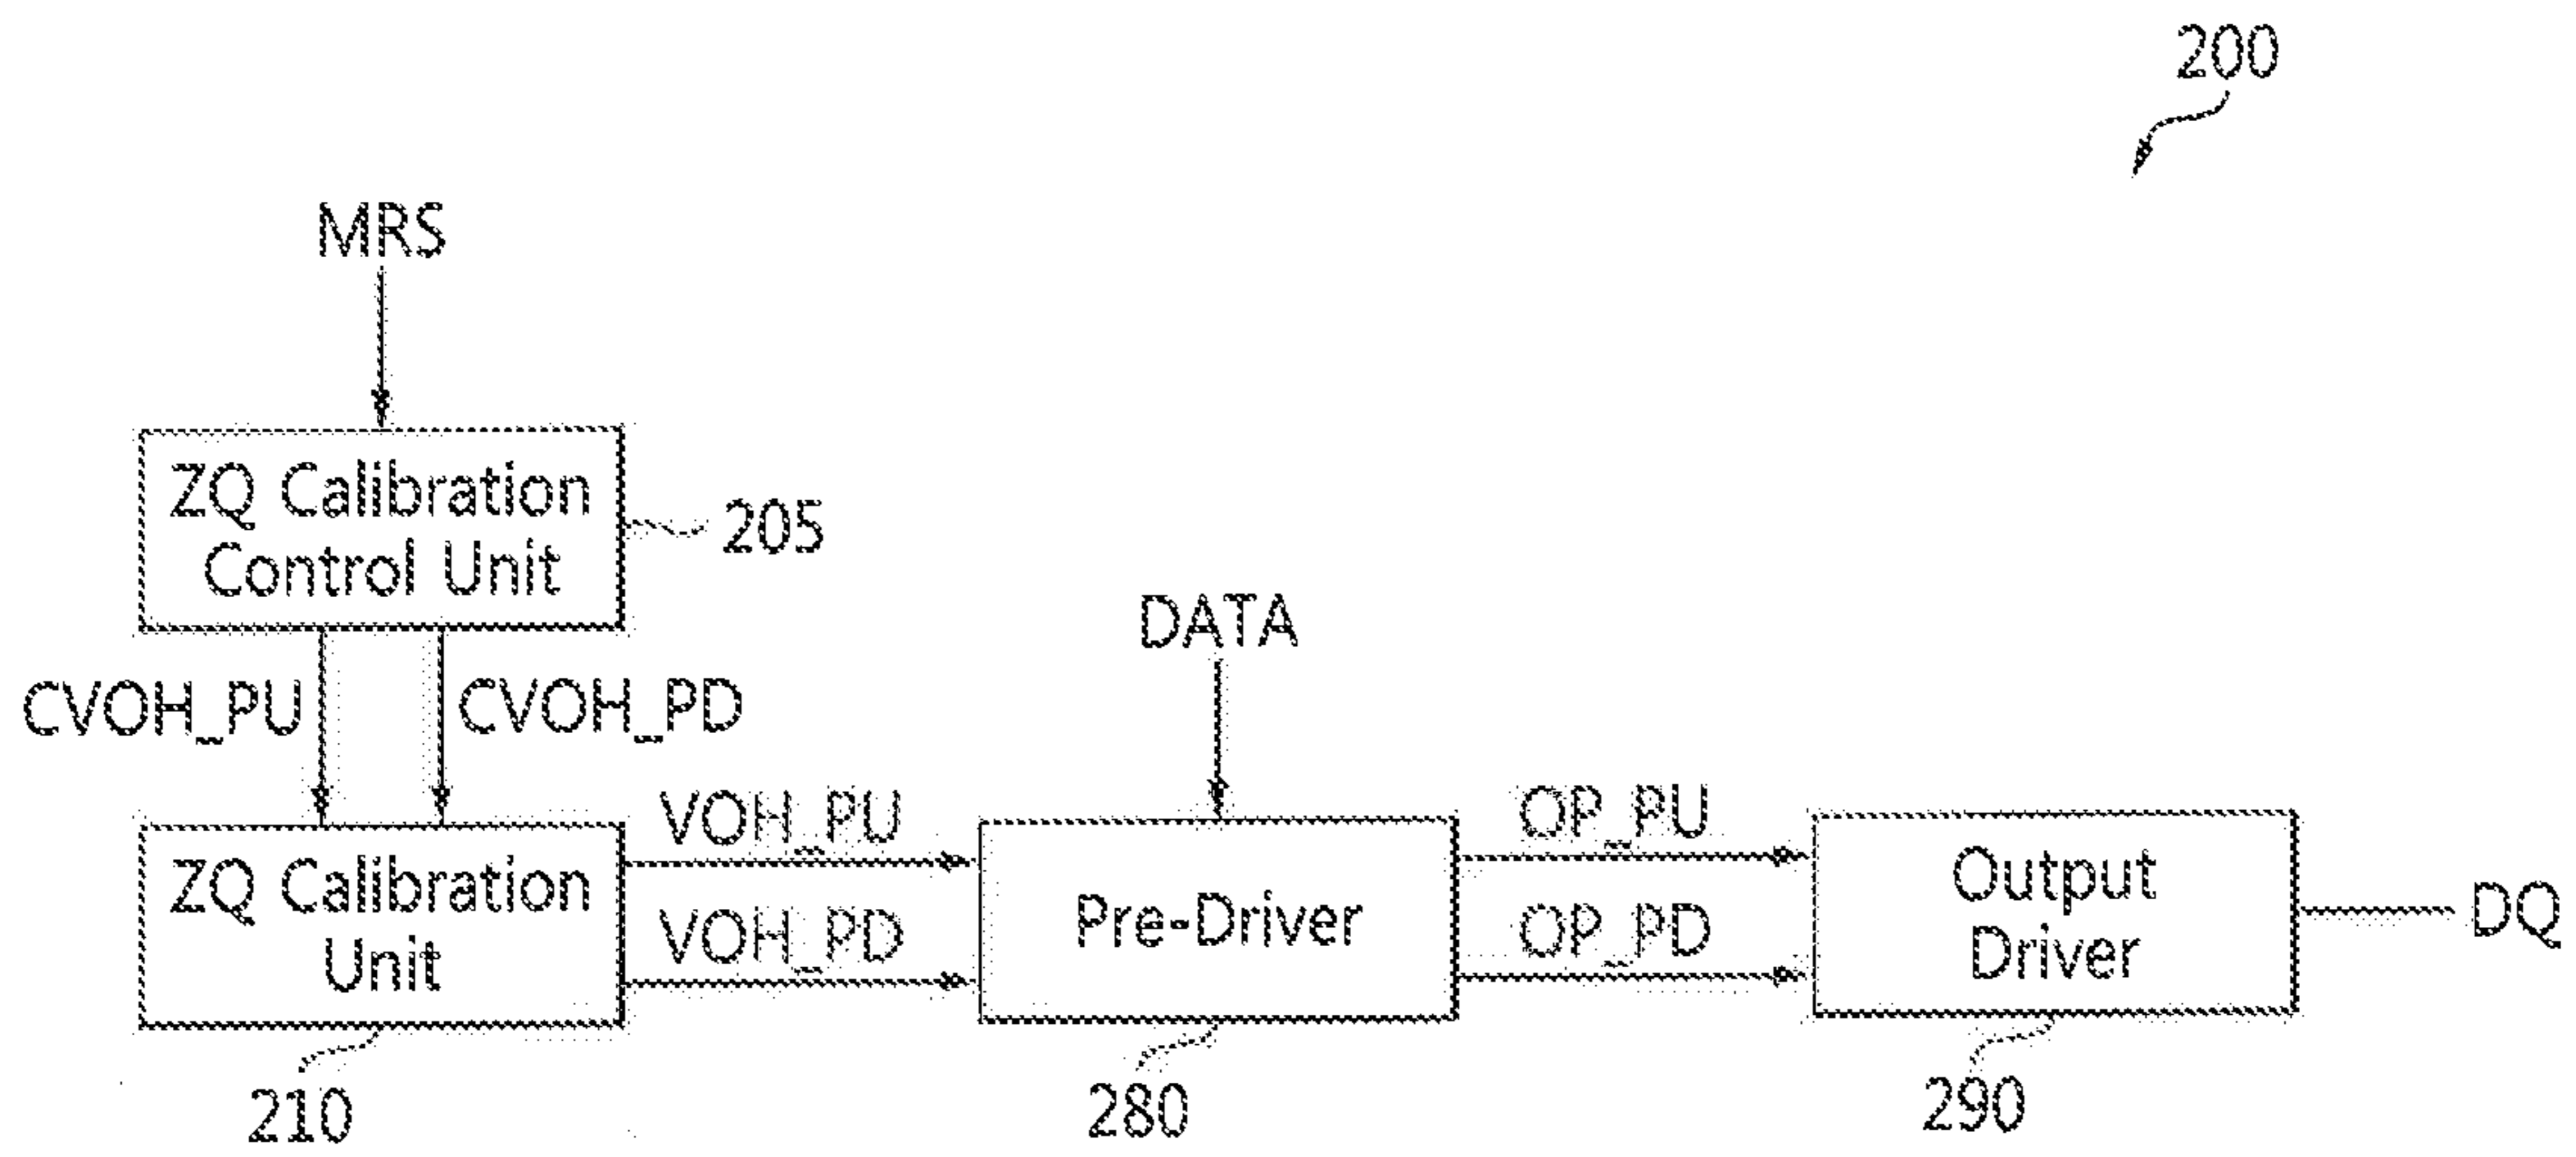 200
MRS
ZQ Calibration
Control Unit
205
CVOH_PU
CVOH_PD
DATA
ZQ Calibration
Unit
210
VOH_PU
VOH_PD
Pre-Driver
280
OP_PU
OP_PD
Output
Driver
290
DQ